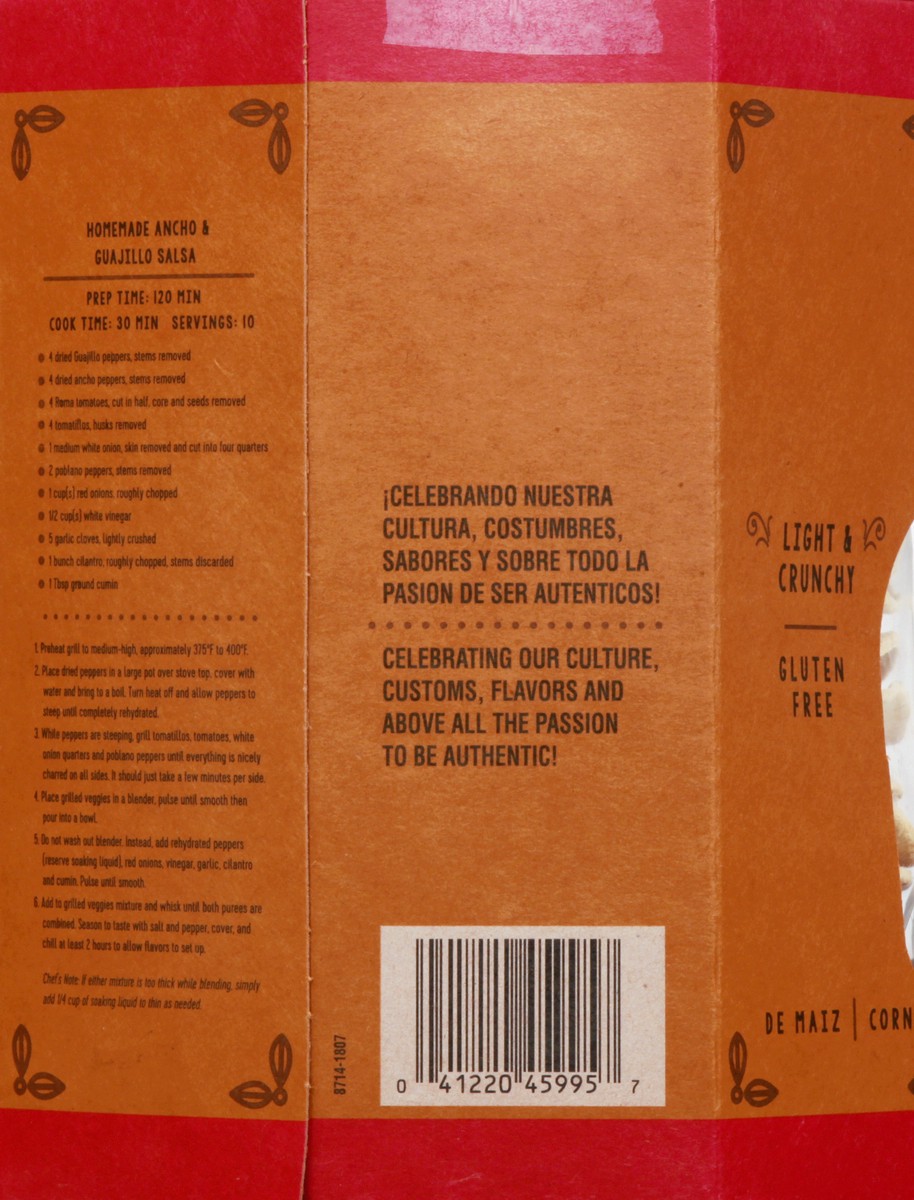 HOMEMADE ANCHO &
GUAJILLO SALSA
PREP TIME: 120 MIN
COOK TIME: 30 MIN SERVINGS: 10
4 dried Guajillo peppers, stems removed
4 dried ancho peppers, stems removed
4 Roma tomatoes, cut in half, core and seeds removed
4 tomatillos, husks removed
1 medium white onion, skin removed and cut into four quarters
2 poblano peppers, stems removed
1 cup(s) red onions, roughly chopped
1/2 cup(s) white vinegar
5 garlic cloves, lightly crushed
1 bunch cilantro, roughly chopped, stems discarded
1 Tbsp ground cumin
1. Preheat grill to medium-high, approximately 375°F to 400°F.
2. Place dried peppers in a large pot over stove top, cover with
water and bring to a boil. Turn heat off and allow peppers to
steep until completely rehydrated.
3. While peppers are steeping, grill tomatillos, tomatoes, white
onion quarters and poblano peppers until everything is nicely
charred on all sides. It should just take a few minutes per side.
4. Place grilled veggies in a blender, pulse until smooth then
pour into a bowl.
5. Do not wash out blender. Instead, add rehydrated peppers
(reserve soaking liquid), red onions, vinegar, garlic, cilantro
and cumin. Pulse until smooth.
6. Add to grilled veggies mixture and whisk until both purees are
combined. Season to taste with salt and pepper, cover, and
chill at least 2 hours to allow flavors to set up.
Chef's Note: If either mixture is too thick while blending, simply
add 1/4 cup of soaking liquid to thin as needed.
¡CELEBRANDO NUESTRA
CULTURA, COSTUMBRES,
SABORES Y SOBRE TODO LA
PASION DE SER AUTENTICOS!
CELEBRATING OUR CULTURE,
CUSTOMS, FLAVORS AND
ABOVE ALL THE PASSION
TO BE AUTHENTIC!
8714-1807
0 41220 45995 7
LIGHT &
CRUNCHY
GLUTEN
FREE
DE MAIZ | CORN